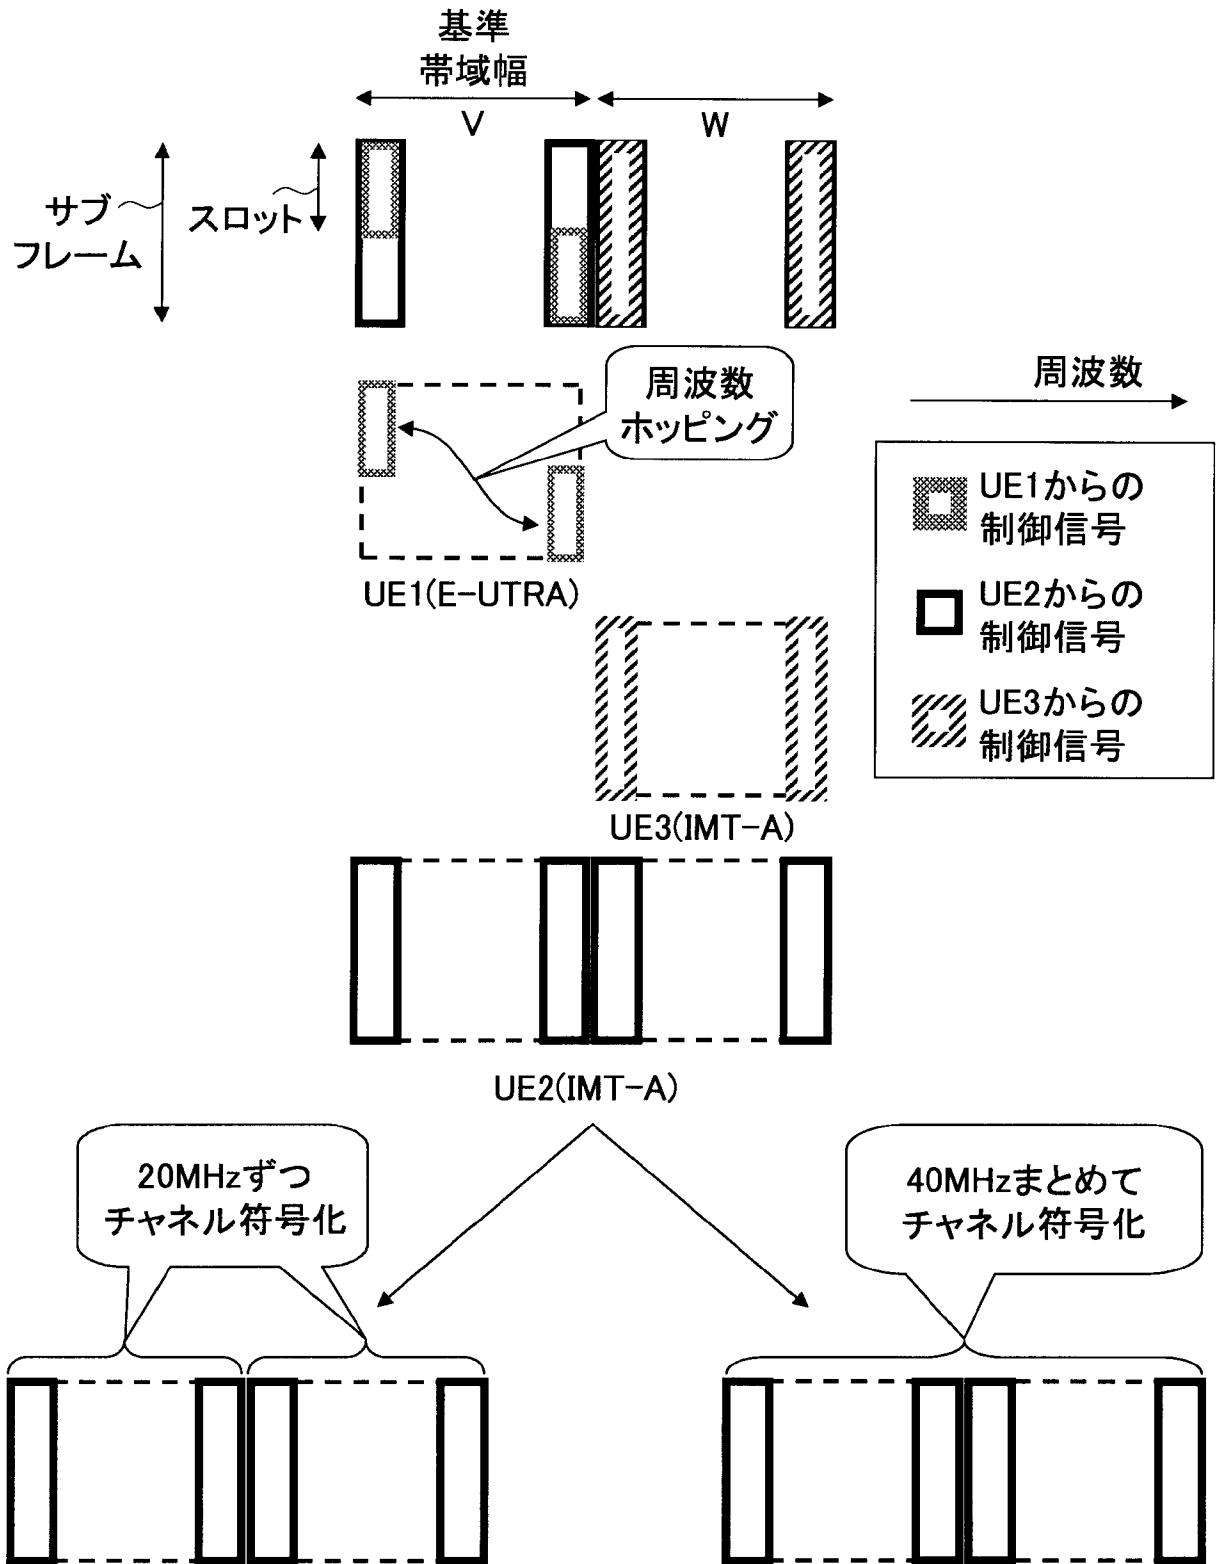 基準
帯域幅
V
W
サブ
フレーム
スロット
周波数
ホッピング
周波数
UE1からの
制御信号
UE2からの
制御信号
UE3からの
制御信号
UE1(E-UTRA)
UE3(IMT-A)
UE2(IMT-A)
20MHzずつ
チャネル符号化
40MHzまとめて
チャネル符号化